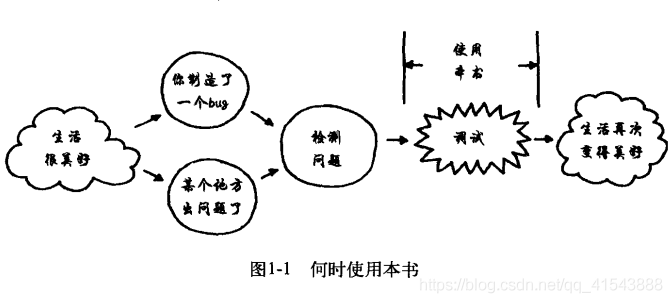 使用
本书
你制造了
一个bug
生活
很美好
检测
问题
调试
生活再次
变得美好
某个地方
出问题了
图1-1 何时使用本书
https://blog.csdn.net/qq_41543888